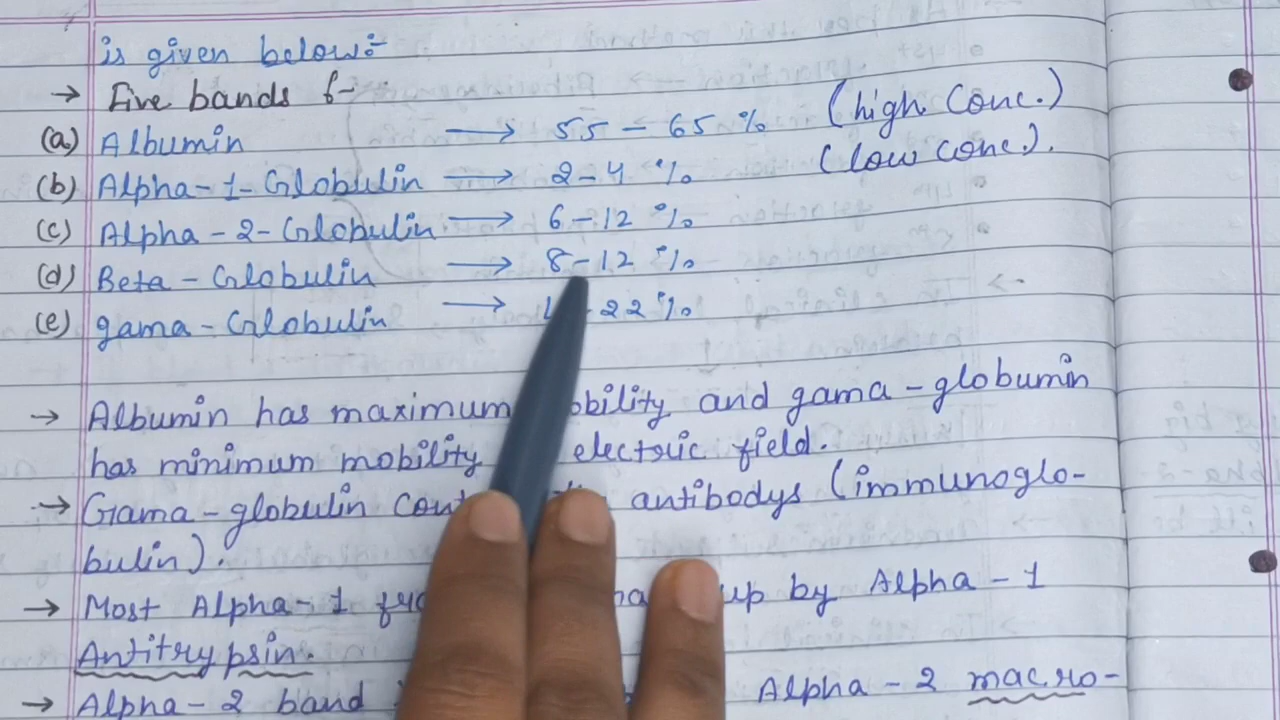 is given below:-
→ Five bands :-
(a) Albumin → 55 - 65 % (high Conc.)
(b) Alpha-1-Globulin → 2-4 % (low conc.).
(c) Alpha-2-Globulin → 6-12 %
(d) Beta-Globulin → 8-12 %
(e) gama-Globulin → 22 %
→ Albumin has maximum and gama-globumin
has minimum mobility electric field.
→ Gama-globulin antibodys (immunoglo-
bulin).
→ Most Alpha-1 up by Alpha-1
Antitrypsin.
→ Alpha-2 band Alpha-2 macro-